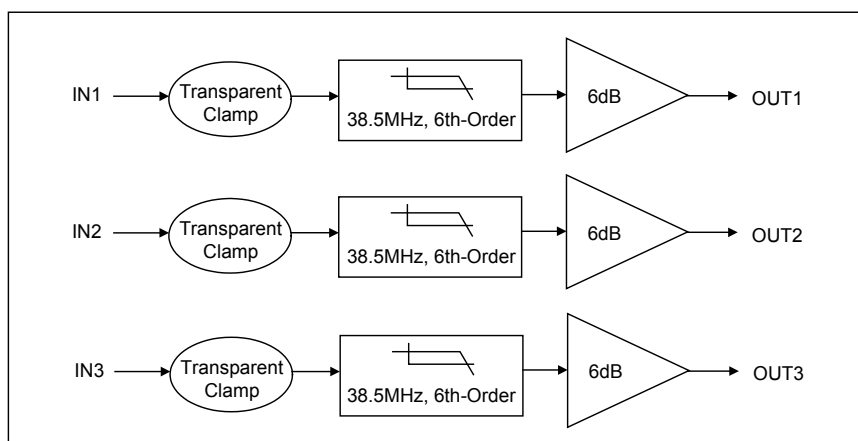 IN1
Transparent
Clamp
38.5MHz, 6th-Order
6dB
OUT1
IN2
Transparent
Clamp
38.5MHz, 6th-Order
6dB
OUT2
IN3
Transparent
Clamp
38.5MHz, 6th-Order
6dB
OUT3